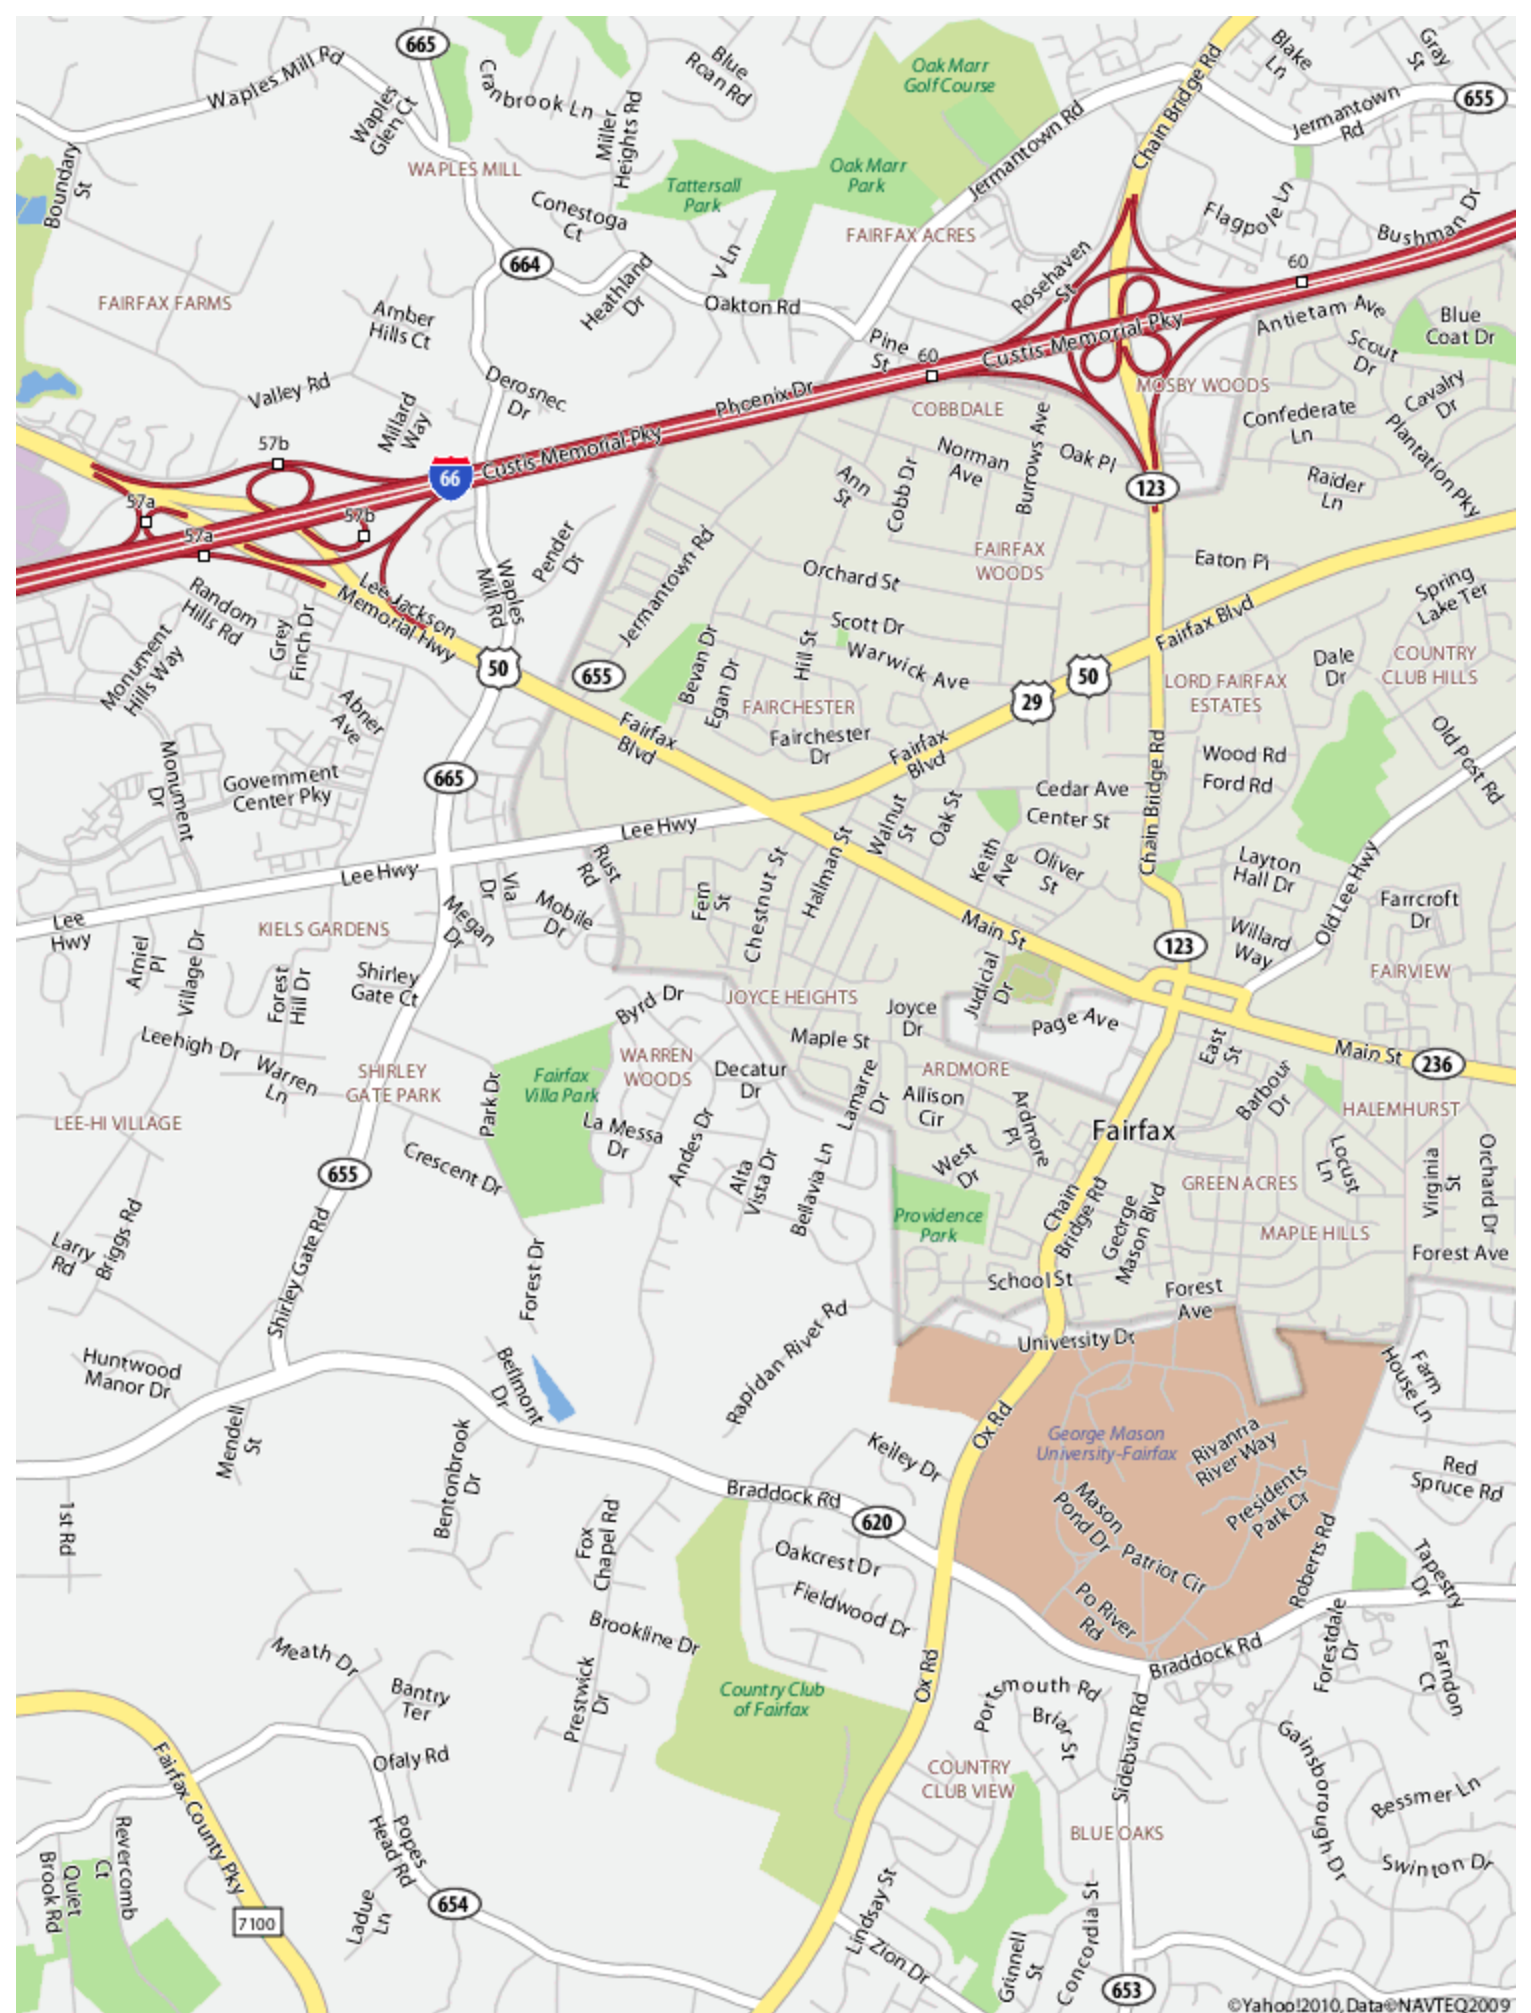 665
Blue
Roan Rd
Oak Marr
Golf Course
Blake
Ln
Gray
St
Waples Mill Rd
Cranbrook Ln
Chain Bridge Rd
655
Waples
Glen Ct
Miller
Heights Rd
Jermantown Rd
Jermantown
Rd
Boundary
St
WAPLES MILL
Tattersall
Park
Oak Marr
Park
Conestoga
Ct
FAIRFAX ACRES
Flagpole Ln
Bushman Dr
664
V Ln
Heathland
Dr
Rosehaven
St
60
FAIRFAX FARMS
Amber
Hills Ct
Oakton Rd
Pine
St
60
Custis Memorial Pky
Antietam Ave
Blue
Coat Dr
Scout
Dr
Valley Rd
Derosnec
Dr
Phoenix Dr
MOSBY WOODS
Cavalry
Dr
Millard
Way
COBBDALE
Confederate
Ln
Plantation Pky
57b
66
Custis Memorial Pky
Norman
Ave
Burrows Ave
Oak Pl
Ann
St
Cobb Dr
123
Raider
Ln
57a
57b
57a
Pender
Dr
Jermantown Rd
FAIRFAX
WOODS
Eaton Pl
Random
Hills Rd
Lee Jackson
Memorial Hwy
Waples
Mill Rd
Orchard St
Fairfax Blvd
Spring
Lake Ter
Grey
Finch Dr
Scott Dr
Monument
Hills Way
50
655
Bevan Dr
Egan Dr
Hill St
Warwick Ave
50
29
Dale
Dr
COUNTRY
CLUB HILLS
LORD FAIRFAX
ESTATES
Abner
Ave
FAIRCHESTER
Fairchester
Dr
Fairfax
Blvd
Fairfax
Blvd
Old Post Rd
Monument
Dr
Government
Center Pky
665
Chain Bridge Rd
Wood Rd
Ford Rd
Cedar Ave
Center St
Lee Hwy
Walnut
St
Oak St
Lee Hwy
Rust
Rd
Hallman St
Keith
Ave
Oliver
St
Layton
Hall Dr
Old Lee Hwy
Via
Dr
Fern
St
Chestnut St
Lee
Hwy
KIELS GARDENS
Megan
Dr
Mobile
Dr
Main St
Farrcroft
Dr
Willard
Way
123
Village Dr
Forest
Hill Dr
Shirley
Gate Ct
Judicial
Dr
FAIRVIEW
Byrd Dr
JOYCE HEIGHTS
Joyce
Dr
Page Ave
Leehigh Dr
Maple St
East
St
Main St
236
Warren
Ln
SHIRLEY
GATE PARK
Park Dr
Fairfax
Villa Park
WARREN
WOODS
Decatur
Dr
Lamarre
Dr
ARDMORE
Allison
Cir
Ardmore
Pl
Barbour
Dr
LEE-HI VILLAGE
HALEMHURST
La Messa
Dr
Fairfax
Crescent Dr
Andes Dr
Alta
Vista Dr
Bellavia Ln
West
Dr
Locust
Ln
Virginia
St
Orchard Dr
655
GREEN ACRES
Larry
Rd
Briggs Rd
Providence
Park
Chain
Bridge Rd
George
Mason Blvd
MAPLE HILLS
Forest Ave
Shirley Gate Rd
Forest Dr
School St
Forest
Ave
Rapidan River Rd
University Dr
Huntwood
Manor Dr
Bellmont
Dr
Farm
House Ln
Mendell
St
Bentonbrook
Dr
Kelley Dr
Ox Rd
George Mason
University-Fairfax
Rivanna
River Way
Red
Spruce Rd
1st Rd
Braddock Rd
620
Mason
Pond Dr
Presidents
Park Dr
Fox
Chapel Rd
Oakcrest Dr
Patriot Cir
Roberts Rd
Tapestry
Dr
Fieldwood Dr
Po River
Rd
Brookline Dr
Braddock Rd
Forestdale
Dr
Farndon
Ct
Meath Dr
Bantry
Ter
Prestwick
Dr
Country Club
of Fairfax
Ox Rd
Portsmouth Rd
Briar St
Sideburn Rd
Ofaly Rd
Gainsborough Dr
Fairfax County Pky
COUNTRY
CLUB VIEW
Bessmer Ln
Popes
Head Rd
BLUE OAKS
Revercomb
Ct
Quiet
Brook Rd
Swinton Dr
Ladue
Ln
654
7100
Lindsay St
Zion Dr
Grinnell
St
Concordia St
653
©Yahoo!2010, Data©NAVTEQ2009